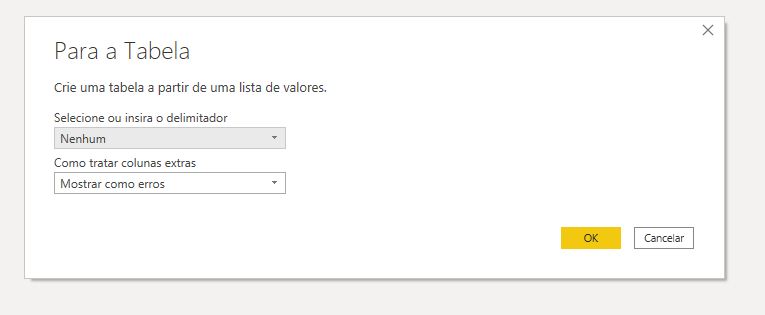 Para a Tabela
Crie uma tabela a partir de uma lista de valores.
Selecione ou insira o delimitador
Nenhum
Como tratar colunas extras
Mostrar como erros
OK
Cancelar